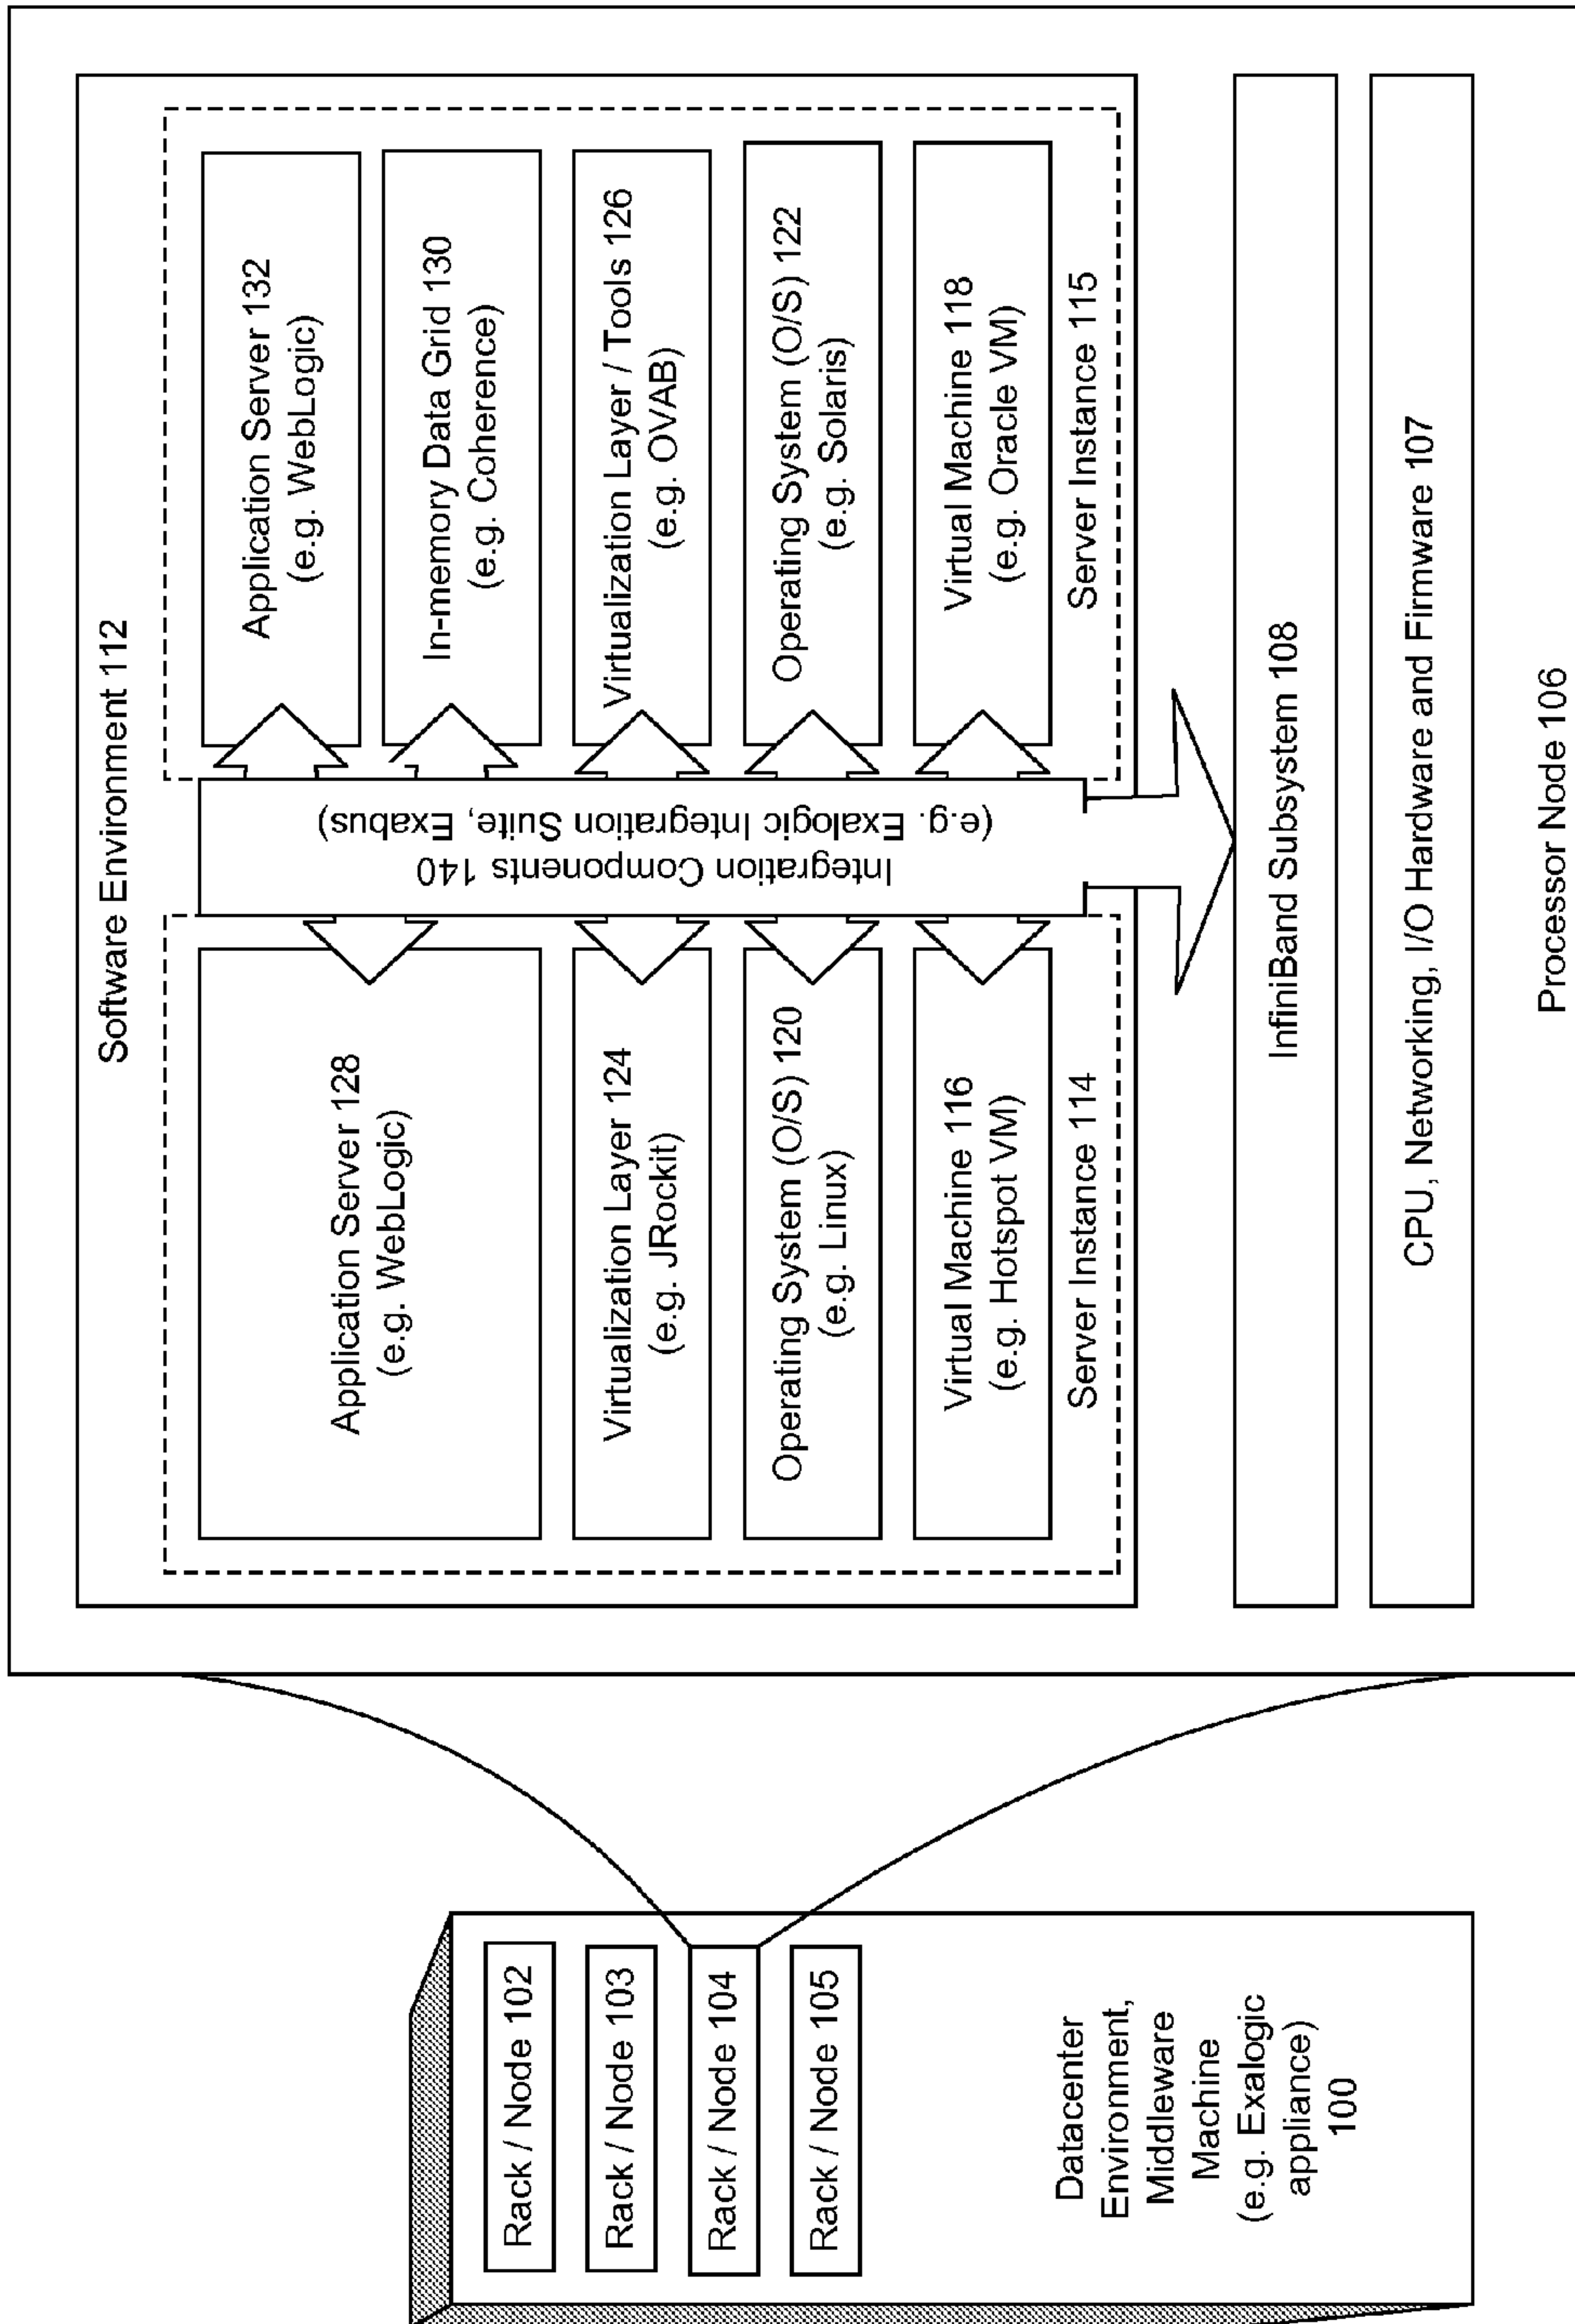 Datacenter
Environment,
Middleware
Machine
(e.g. Exalogic
appliance)
100
Rack / Node 102
Rack / Node 103
Rack / Node 104
Rack / Node 105
Software Environment 112
Application Server 128
(e.g. WebLogic)
Virtualization Layer 124
(e.g. JRockit)
Operating System (O/S) 120
(e.g. Linux)
Virtual Machine 116
(e.g. Hotspot VM)
Server Instance 114
Integration Components 140
(e.g. Exalogic Integration Suite, Exabus)
Application Server 132
(e.g. WebLogic)
In-memory Data Grid 130
(e.g. Coherence)
Virtualization Layer / Tools 126
(e.g. OVAB)
Operating System (O/S) 122
(e.g. Solaris)
Virtual Machine 118
(e.g. Oracle VM)
Server Instance 115
InfiniBand Subsystem 108
CPU, Networking, I/O Hardware and Firmware 107
Processor Node 106